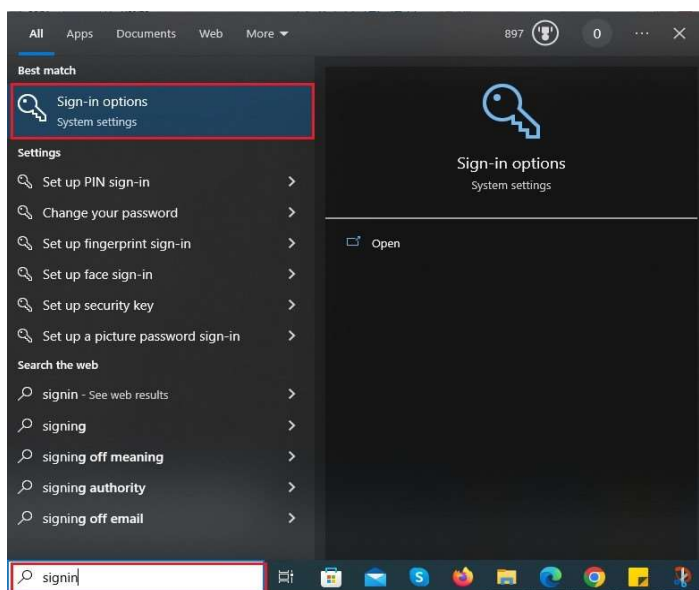 All Apps Documents Web More 897 0 ...
Best match
Sign-in options
System settings
Settings
Set up PIN sign-in
Change your password
Set up fingerprint sign-in
Set up face sign-in
Set up security key
Set up a picture password sign-in
Search the web
signin - See web results
signing
signing off meaning
signing authority
signing off email
Sign-in options
System settings
Open
signin
S